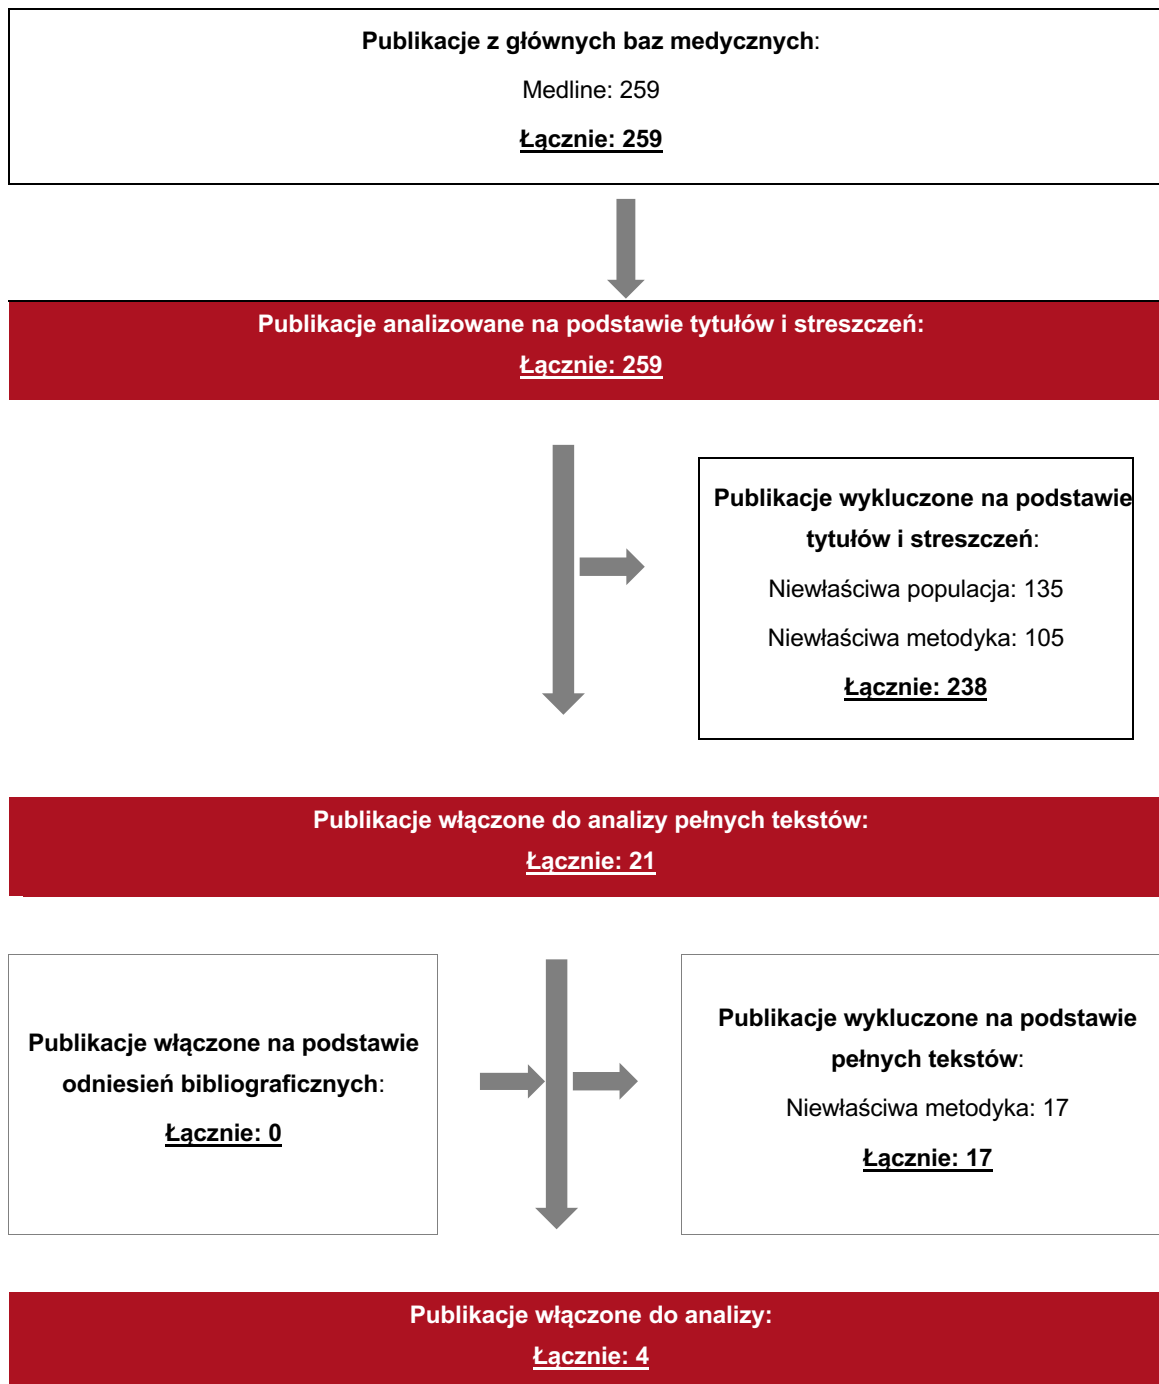 Publikacje z głównych baz medycznych:
Medline: 259
Łącznie: 259
Publikacje analizowane na podstawie tytułów i streszczeń:
Łącznie: 259
Publikacje wykluczone na podstawie
tytułów i streszczeń:
Niewłaściwa populacja: 135
Niewłaściwa metodyka: 105
Łącznie: 238
Publikacje włączone do analizy pełnych tekstów:
Łącznie: 21
Publikacje włączone na podstawie
odniesień bibliograficznych:
Łącznie: 0
Publikacje wykluczone na podstawie
pełnych tekstów:
Niewłaściwa metodyka: 17
Łącznie: 17
Publikacje włączone do analizy:
Łącznie: 4